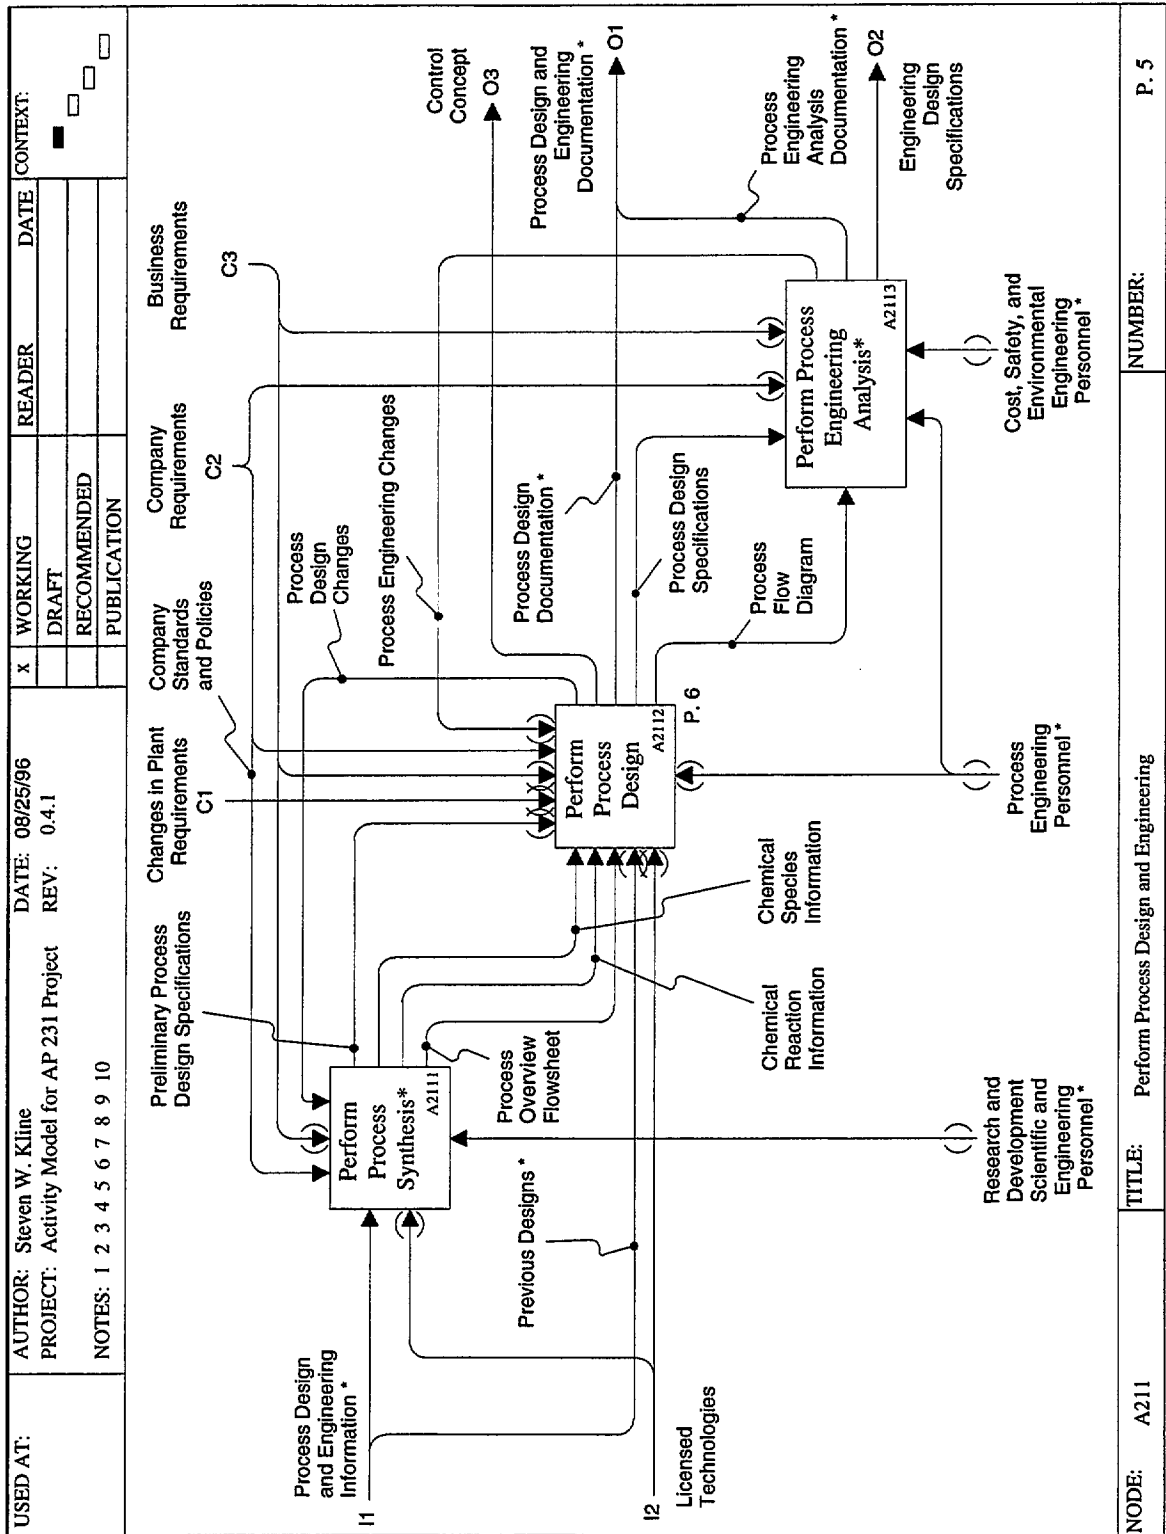 USED AT:
AUTHOR: Steven W. Kline
DATE: 08/25/96
PROJECT: Activity Model for AP 231 Project
REV: 0.4.1
NOTES: 1 2 3 4 5 6 7 8 9 10
x WORKING
DRAFT
RECOMMENDED
PUBLICATION
READER
DATE
CONTEXT:
Changes in Plant
Requirements
C1
Company
Standards
and Policies
Company
Requirements
C2
Business
Requirements
C3
Preliminary Process
Design Specifications
Process
Design
Changes
Process Engineering Changes
Control
Concept
O3
Process Design and
Engineering
Documentation *
O1
Process Design
and Engineering
Information *
I1
Perform
Process
Synthesis*
A2111
Process
Overview
Flowsheet
Previous Designs *
Perform
Process
Design
A2112
P. 6
Process Design
Documentation *
Process Design
Specifications
Process
Flow
Diagram
Process
Engineering
Analysis
Documentation *
O2
Engineering
Design
Specifications
Perform Process
Engineering
Analysis*
A2113
Chemical
Species
Information
Chemical
Reaction
Information
I2
Licensed
Technologies
Research and
Development
Scientific and
Engineering
Personnel *
Process
Engineering
Personnel *
Cost, Safety, and
Environmental
Engineering
Personnel *
NODE: A211
TITLE: Perform Process Design and Engineering
NUMBER:
P. 5